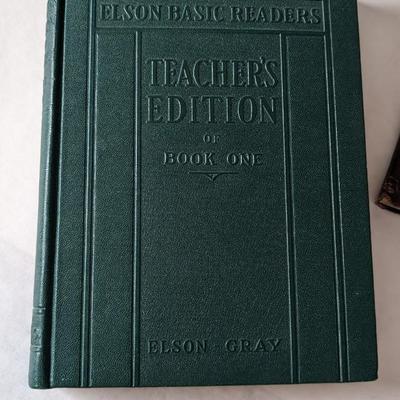 ELSON BASIC READERS
TEACHER'S
EDITION
OF
BOOK ONE
ELSON · GRAY